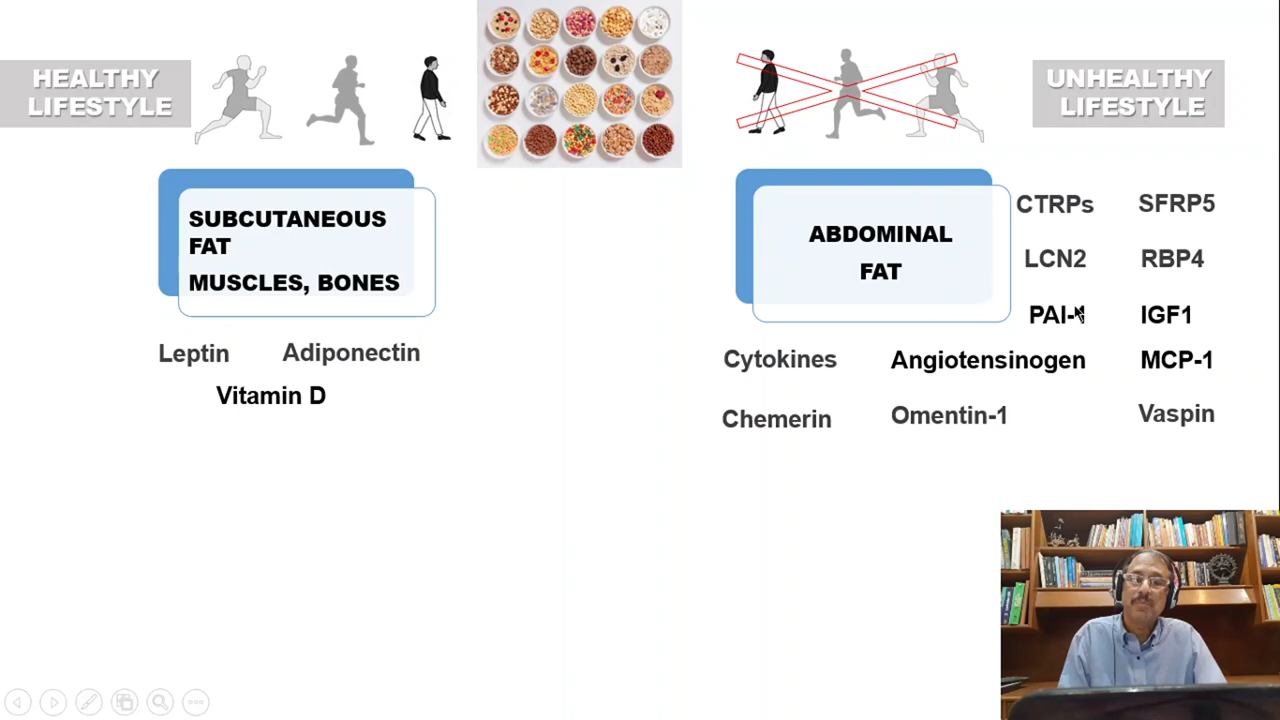 HEALTHY
LIFESTYLE
UNHEALTHY
LIFESTYLE
SUBCUTANEOUS
FAT
MUSCLES, BONES
Leptin
Adiponectin
Vitamin D
ABDOMINAL
FAT
CTRPs
SFRP5
LCN2
RBP4
PAI-1
IGF1
Cytokines
Angiotensinogen
MCP-1
Chemerin
Omentin-1
Vaspin